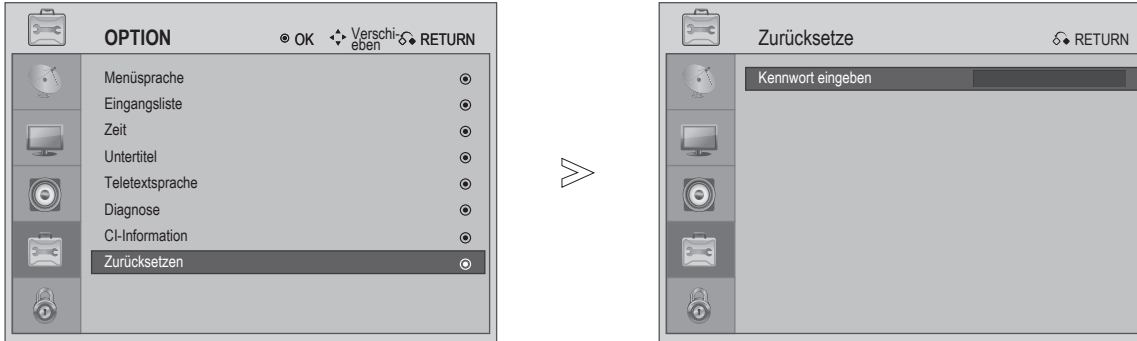 OPTION
OK Verschi-
eben RETURN
Menüsprache
Eingangsliste
Zeit
Untertitel
Teletextsprache
Diagnose
CI-Information
Zurücksetzen
Zurücksetze
RETURN
Kennwort eingeben